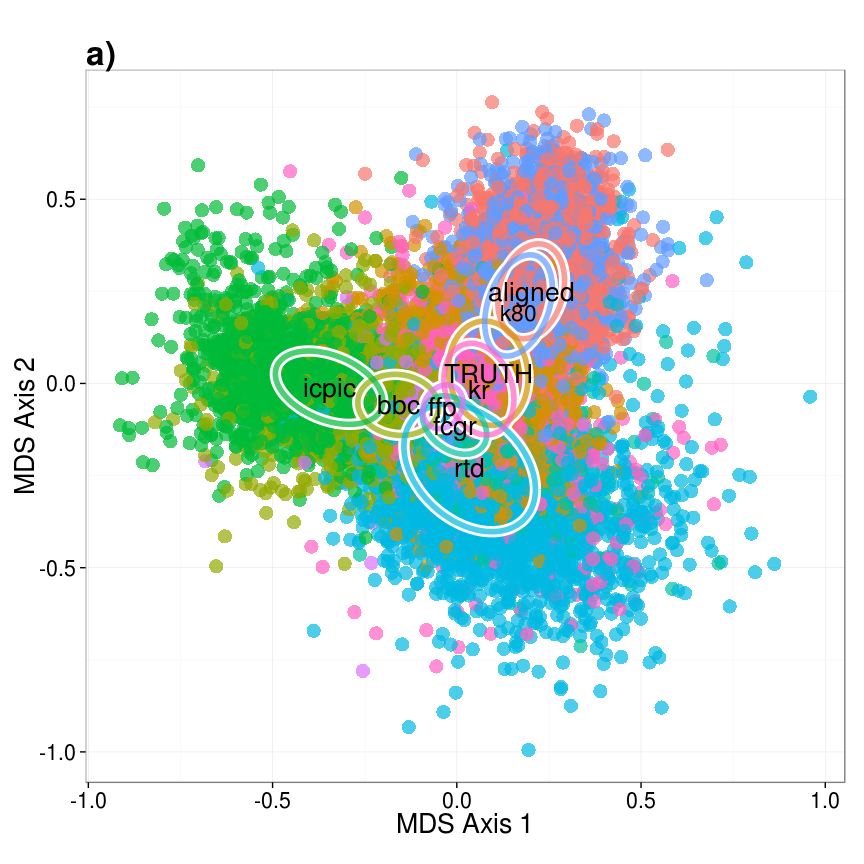 a)
MDS Axis 2
0.5
0.0
-0.5
-1.0
aligned
k80
TRUTH
icpic
kr
bbc
ffp
fcgr
rtd
-1.0
-0.5
0.0
0.5
1.0
MDS Axis 1